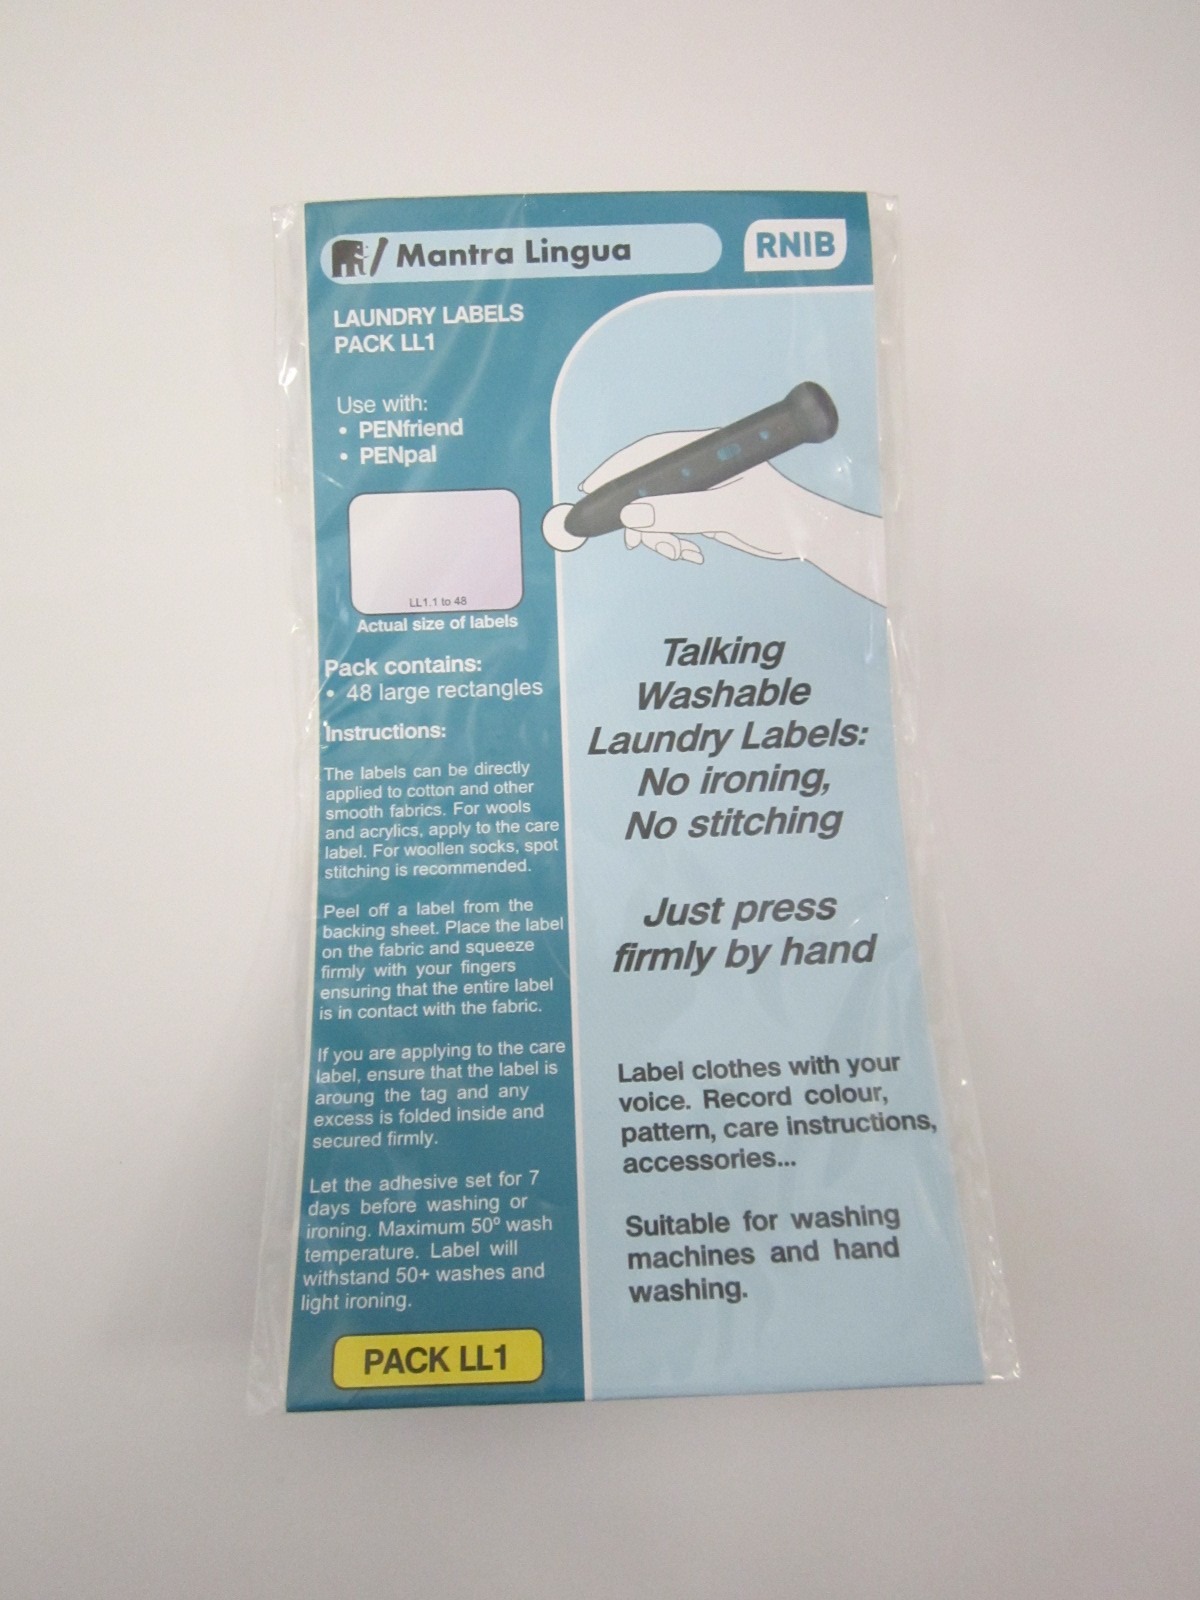 Mantra Lingua
RNIB
LAUNDRY LABELS
PACK LL1
Use with:
• PENfriend
• PENpal
LL1.1 to 48
Actual size of labels
Pack contains:
• 48 large rectangles
Instructions:
The labels can be directly
applied to cotton and other
smooth fabrics. For wools
and acrylics, apply to the care
label. For woollen socks, spot
stitching is recommended.
Peel off a label from the
backing sheet. Place the label
on the fabric and squeeze
firmly with your fingers
ensuring that the entire label
is in contact with the fabric.
If you are applying to the care
label, ensure that the label is
aroung the tag and any
excess is folded inside and
secured firmly.
Let the adhesive set for 7
days before washing or
ironing. Maximum 50º wash
temperature. Label will
withstand 50+ washes and
light ironing.
PACK LL1
Talking
Washable
Laundry Labels:
No ironing,
No stitching
Just press
firmly by hand
Label clothes with your
voice. Record colour,
pattern, care instructions,
accessories...
Suitable for washing
machines and hand
washing.